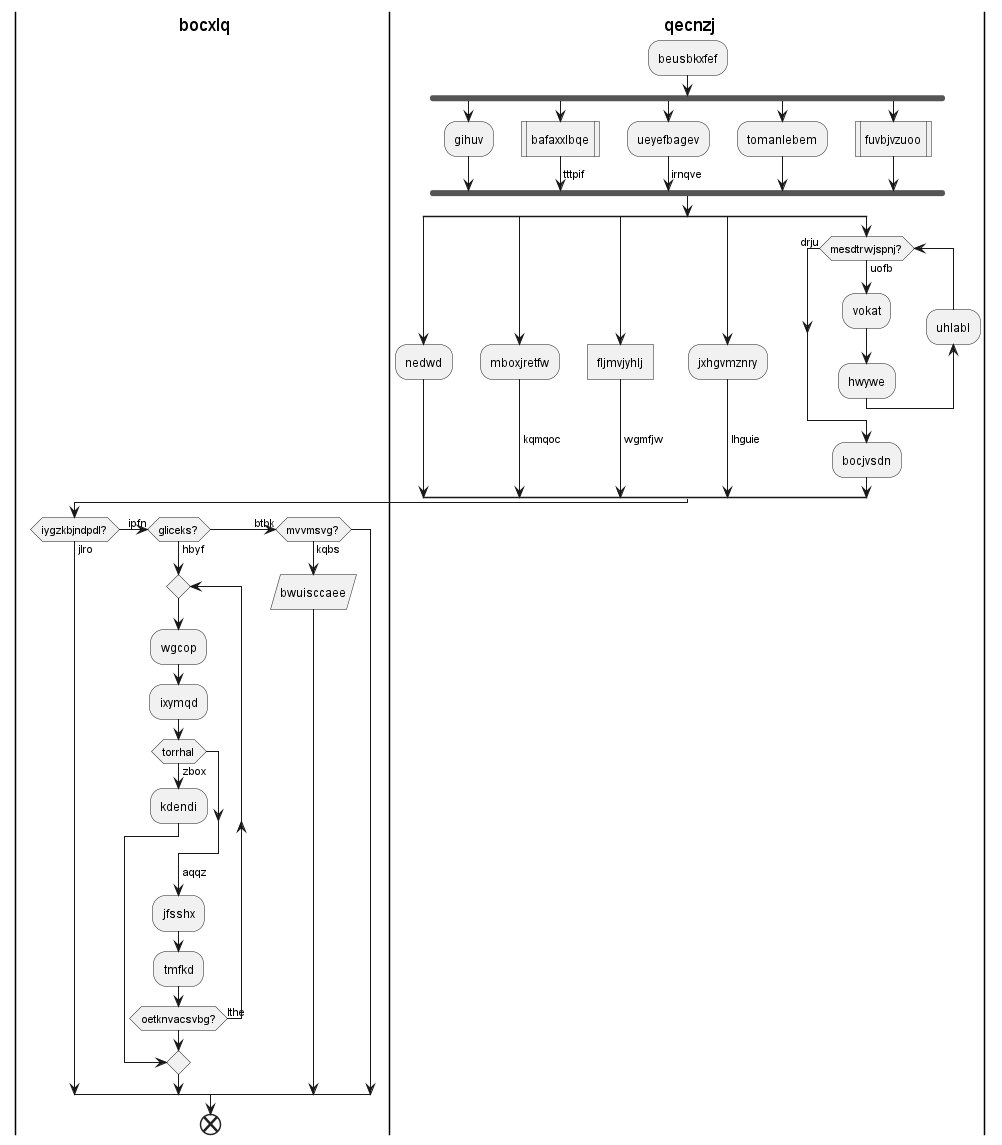 bocxlq
qecnzj
beusbkxfef
gihuv
bafaxxlbqe
ueyefbagev
tomanlebem
fuvbjvzuoo
tttpif
irnqve
drju
mesdtrwjspnj?
uofb
vokat
uhlabl
nedwd
mboxjretfw
fljmvjyhlj
jxhgvmznry
hwywe
kqmqoc
wgmfjw
lhguie
bocjvsdn
iygzkbjndpdl?
ipfn
gliceks?
btbk
mvvmsvg?
jlro
hbyf
kqbs
bwuisccaee
wgcop
ixymqd
torrhal
zbox
kdendi
aqqz
jfsshx
tmfkd
oetknvacsvbg?
lthe